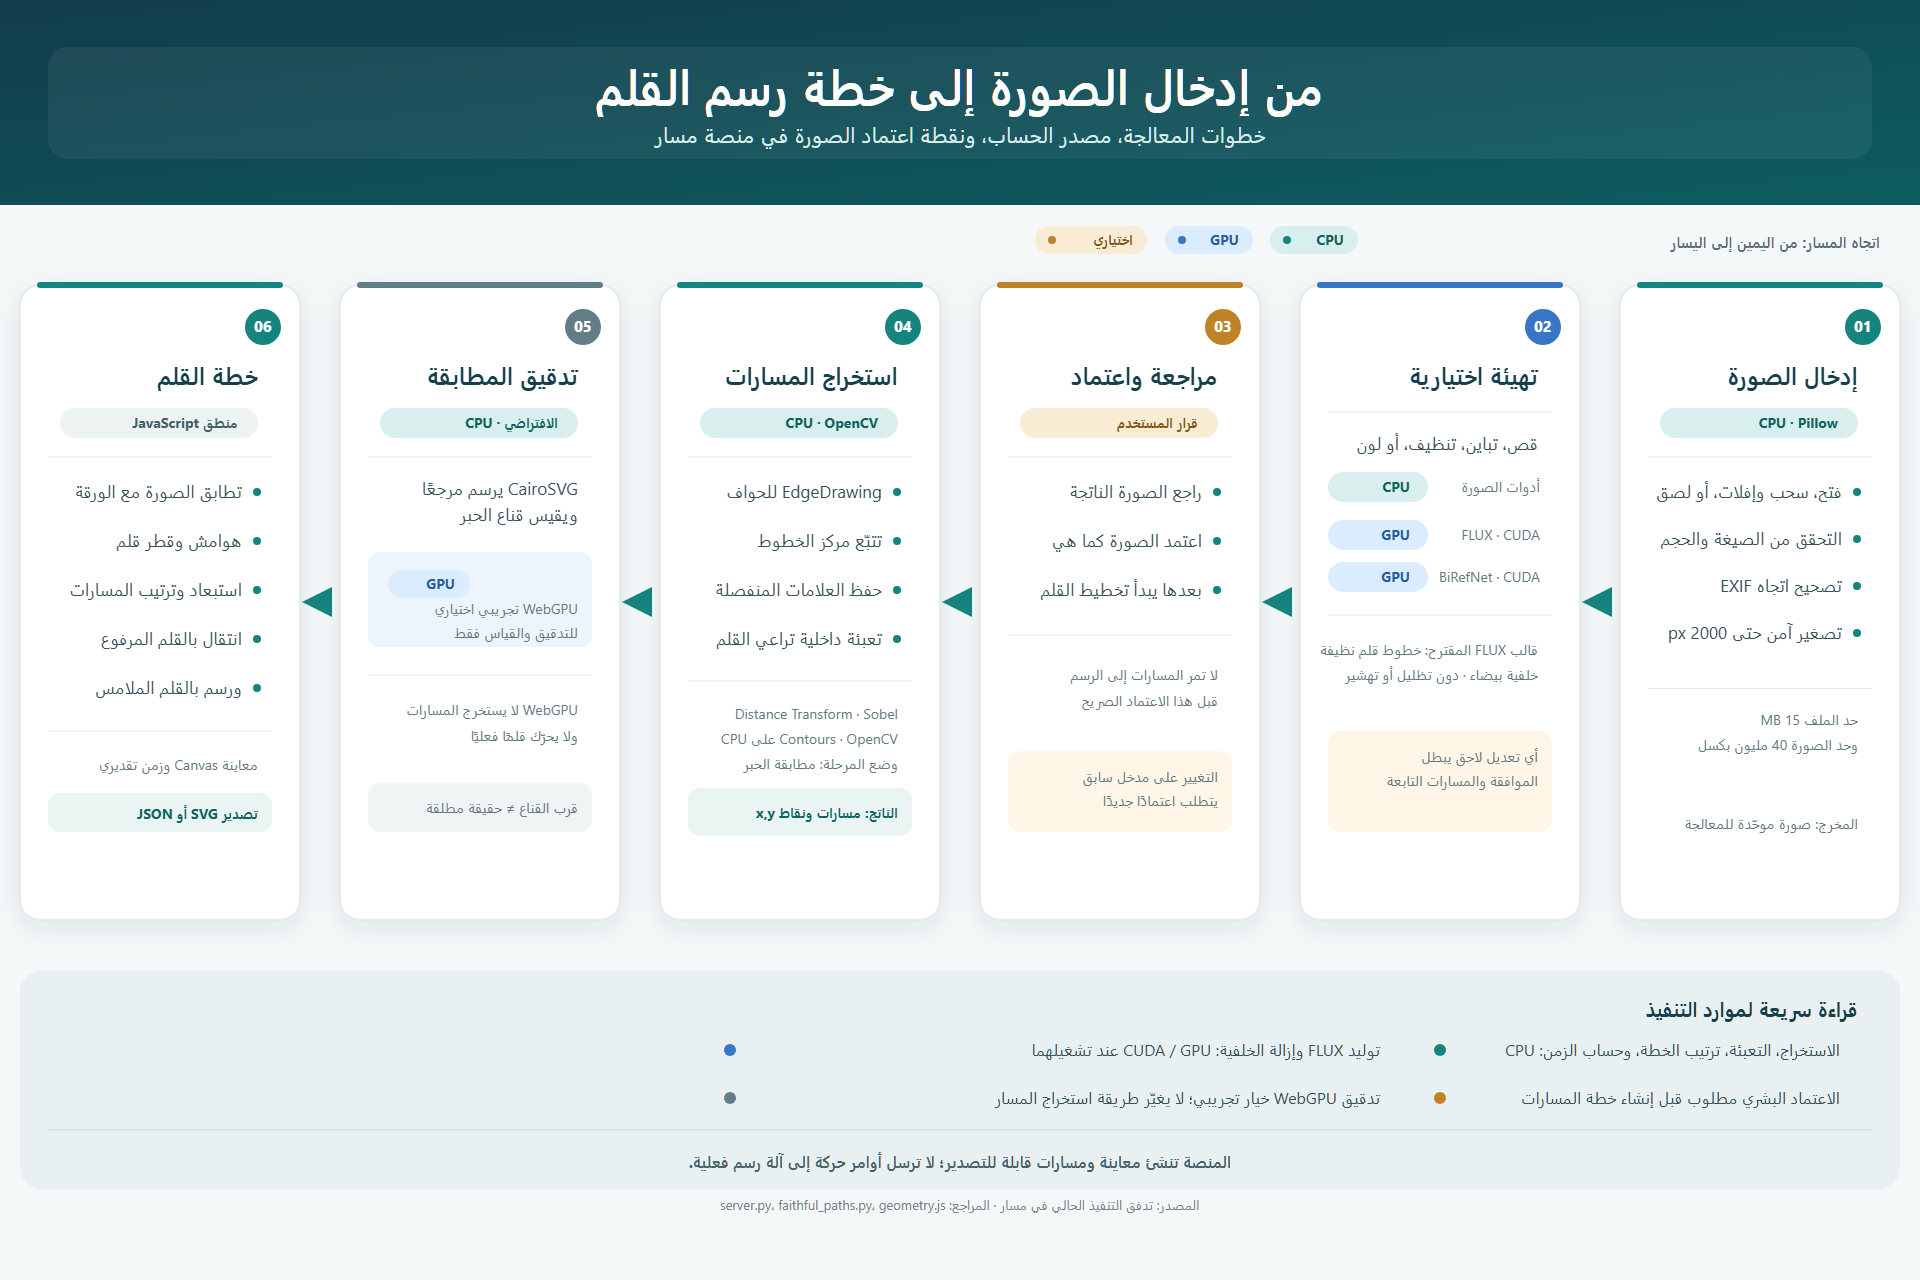 من إدخال الصورة إلى خطة رسم القلم
خطوات المعالجة، مصدر الحساب، ونقطة اعتماد الصورة في منصة مسار
اتجاه المسار: من اليمين إلى اليسار
CPU
GPU
اختياري
01
إدخال الصورة
CPU · Pillow
فتح، سحب وإفلات، أو لصق
التحقق من الصيغة والحجم
تصحيح اتجاه EXIF
تصغير آمن حتى 2000 px
حد الملف 15 MB
وحد الصورة 40 مليون بكسل
المخرج: صورة موحّدة للمعالجة
02
تهيئة اختيارية
قص، تباين، تنظيف، أو لون
أدوات الصورة CPU
FLUX · CUDA GPU
BiRefNet · CUDA GPU
قالب FLUX المقترح: خطوط قلم نظيفة
خلفية بيضاء · دون تظليل أو تهشير
أي تعديل لاحق يبطل
الموافقة والمسارات التابعة
03
مراجعة واعتماد
قرار المستخدم
راجع الصورة الناتجة
اعتمد الصورة كما هي
بعدها يبدأ تخطيط القلم
لا تمر المسارات إلى الرسم
قبل هذا الاعتماد الصريح
التغيير على مدخل سابق
يتطلب اعتمادًا جديدًا
04
استخراج المسارات
CPU · OpenCV
EdgeDrawing للحواف
تتبّع مركز الخطوط
حفظ العلامات المنفصلة
تعبئة داخلية تراعي القلم
Distance Transform · Sobel
Contours · OpenCV على CPU
وضع المرحلة: مطابقة الحبر
الناتج: مسارات ونقاط x,y
05
تدقيق المطابقة
الافتراضي · CPU
CairoSVG يرسم مرجعًا
ويقيس قناع الحبر
GPU
WebGPU تجريبي اختياري
للتدقيق والقياس فقط
WebGPU لا يستخرج المسارات
ولا يحرّك قلمًا فعليًا
قرب القناع ≠ حقيقة مطلقة
06
خطة القلم
منطق JavaScript
تطابق الصورة مع الورقة
هوامش وقطر قلم
استبعاد وترتيب المسارات
انتقال بالقلم المرفوع
ورسم بالقلم الملامس
معاينة Canvas وزمن تقديري
تصدير SVG أو JSON
قراءة سريعة لموارد التنفيذ
الاستخراج، التعبئة، ترتيب الخطة، وحساب الزمن: CPU
توليد FLUX وإزالة الخلفية: CUDA / GPU عند تشغيلهما
الاعتماد البشري مطلوب قبل إنشاء خطة المسارات
تدقيق WebGPU خيار تجريبي؛ لا يغيّر طريقة استخراج المسار
المنصة تنشئ معاينة ومسارات قابلة للتصدير؛ لا ترسل أوامر حركة إلى آلة رسم فعلية.
المصدر: تدفق التنفيذ الحالي في مسار · المراجع: server.py، faithful_paths.py، geometry.js